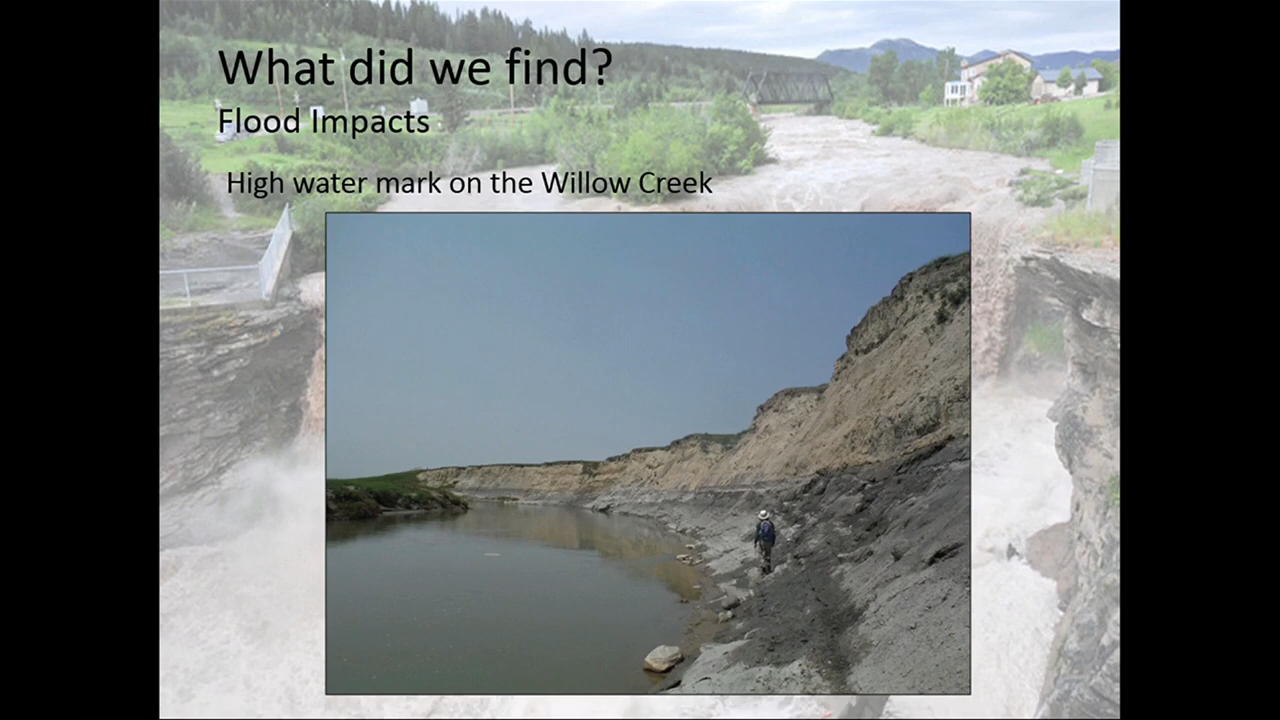 What did we find?
Flood Impacts
High water mark on the Willow Creek